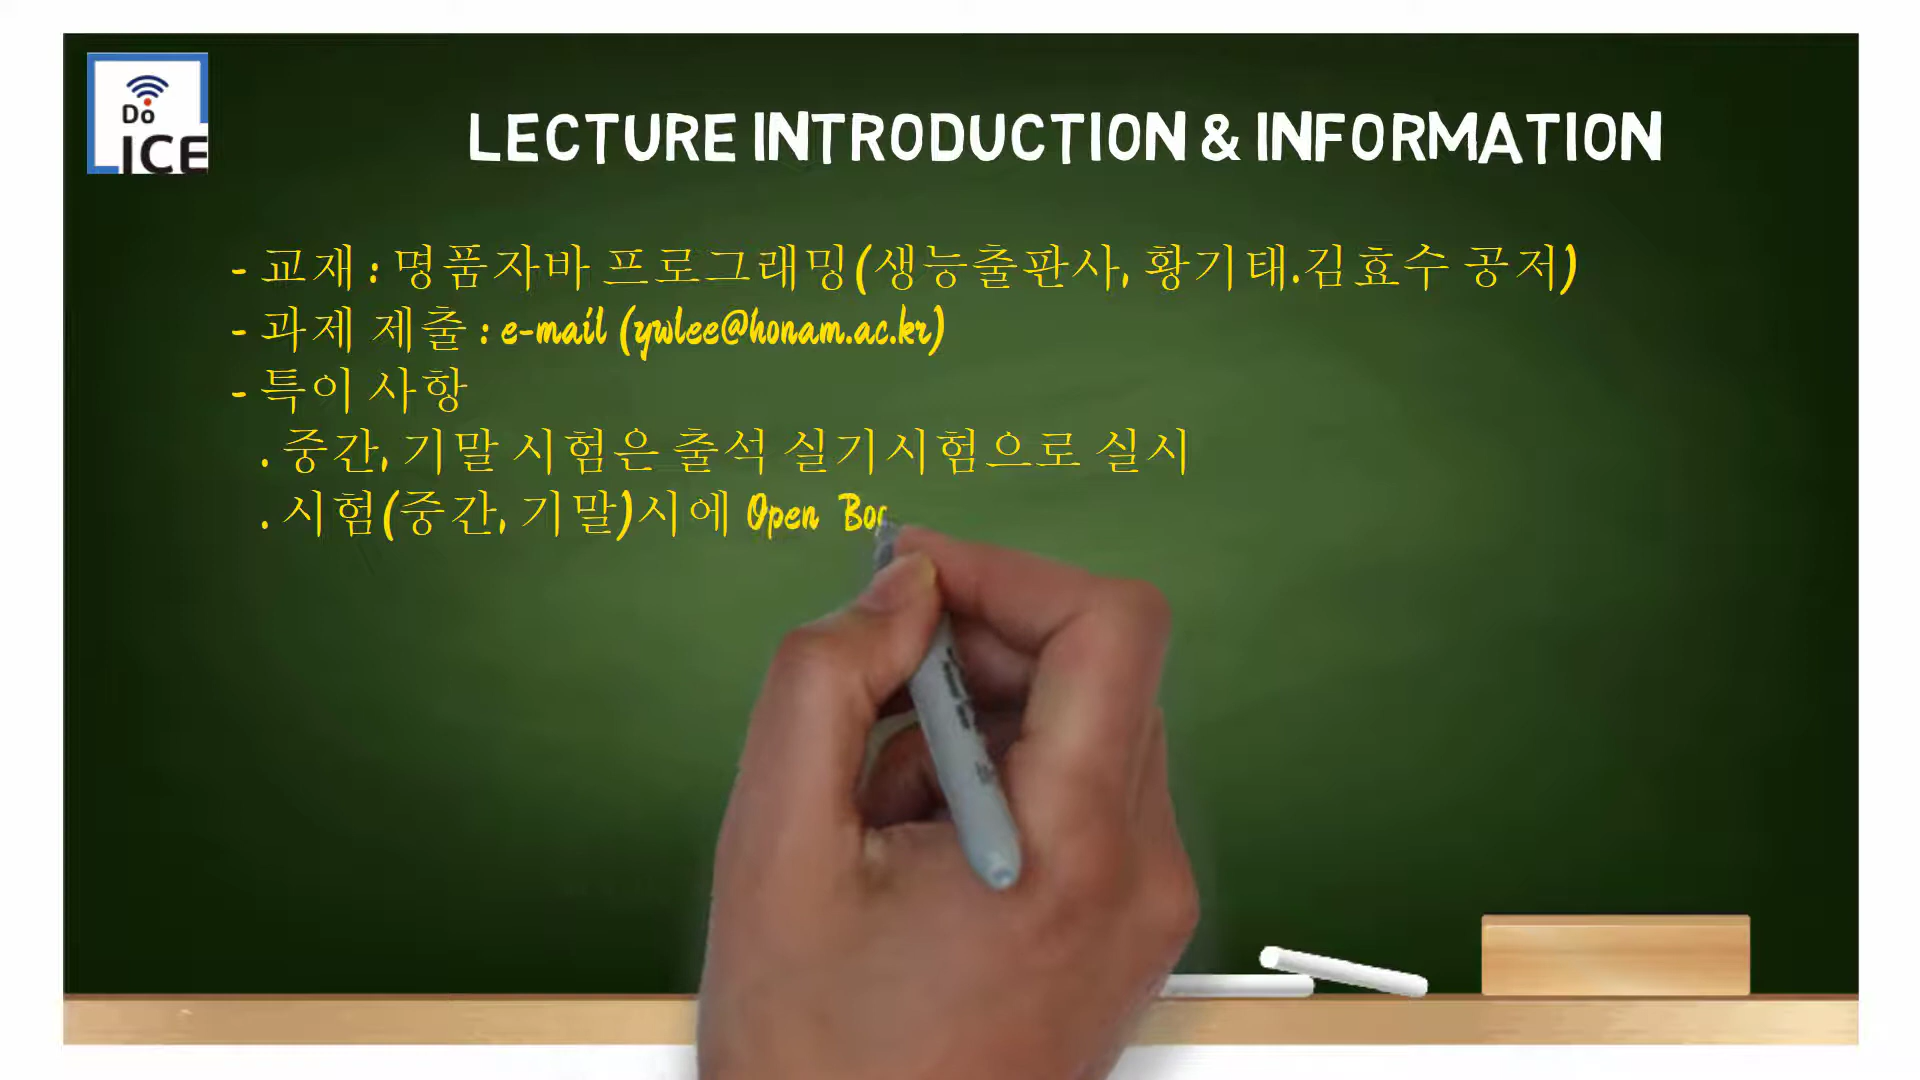 Do
ICE
LECTURE INTRODUCTION & INFORMATION
- 교재 : 명품자바 프로그래밍(생능출판사, 황기태.김효수 공저)
- 과제 제출 : e-mail (ywlee@honam.ac.kr)
- 특이 사항
. 중간, 기말 시험은 출석 실기시험으로 실시
. 시험(중간, 기말)시에 Open